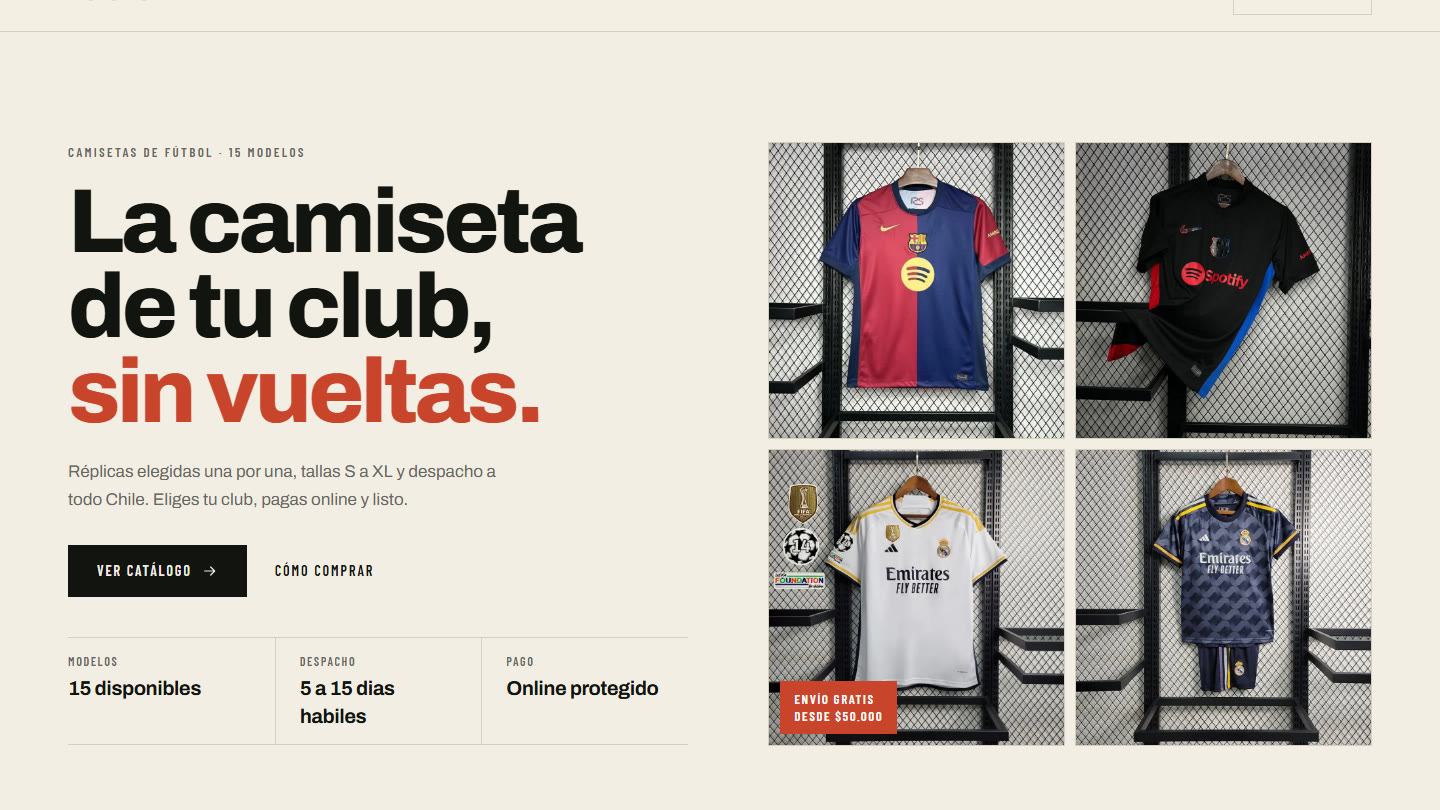 CAMISETAS DE FÚTBOL · 15 MODELOS
La camiseta
de tu club,
sin vueltas.
Réplicas elegidas una por una, tallas S a XL y despacho a
todo Chile. Eliges tu club, pagas online y listo.
VER CATÁLOGO →
CÓMO COMPRAR
MODELOS
15 disponibles
DESPACHO
5 a 15 dias
habiles
PAGO
Online protegido
Spotify
FIFA
14
FOUNDATION
Emirates
FLY BETTER
Emirates
FLY BETTER
ENVÍO GRATIS
DESDE $50.000